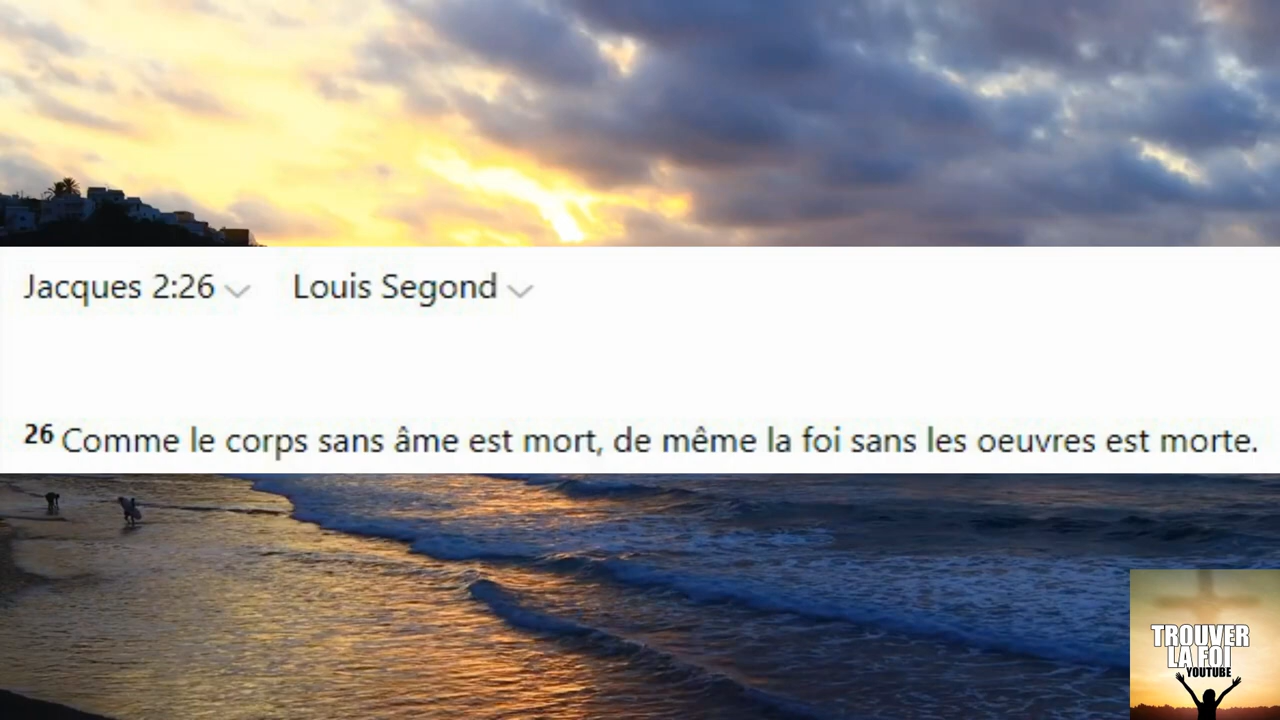 Jacques 2:26 Louis Segond
26 Comme le corps sans âme est mort, de même la foi sans les oeuvres est morte.
TROUVER
LA FOI
YOUTUBE